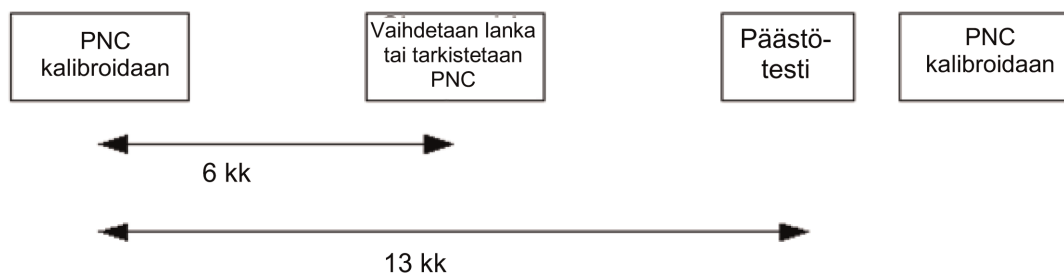 PNC
kalibroidaan
Vaihdetaan lanka
tai tarkistetaan
PNC
Päästö-
testi
PNC
kalibroidaan
6 kk
13 kk